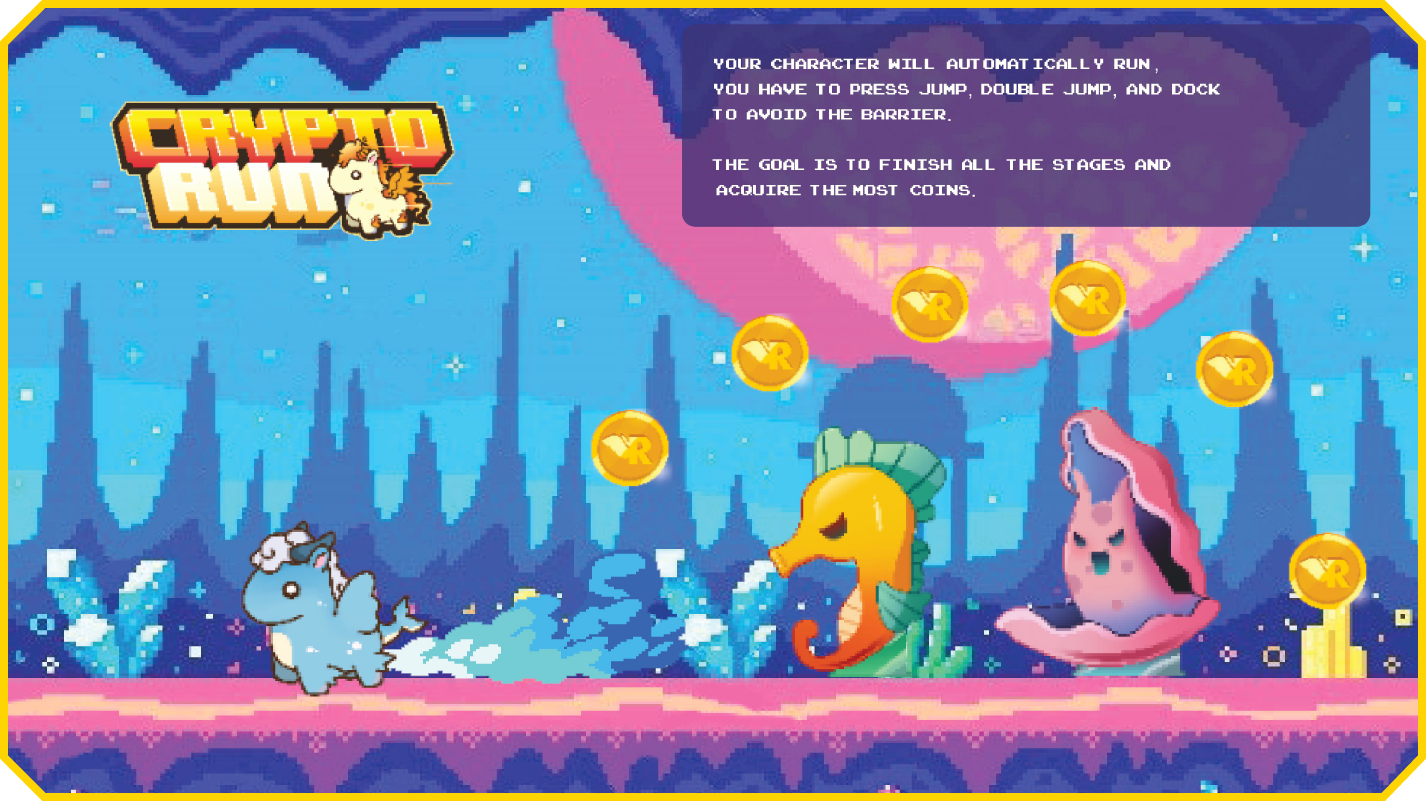 CRYPTO
RUN
YOUR CHARACTER WILL AUTOMATICALLY RUN,
YOU HAVE TO PRESS JUMP, DOUBLE JUMP, AND DOCK
TO AVOID THE BARRIER.
THE GOAL IS TO FINISH ALL THE STAGES AND
ACQUIRE THE MOST COINS.
R
R
R
R
R
R